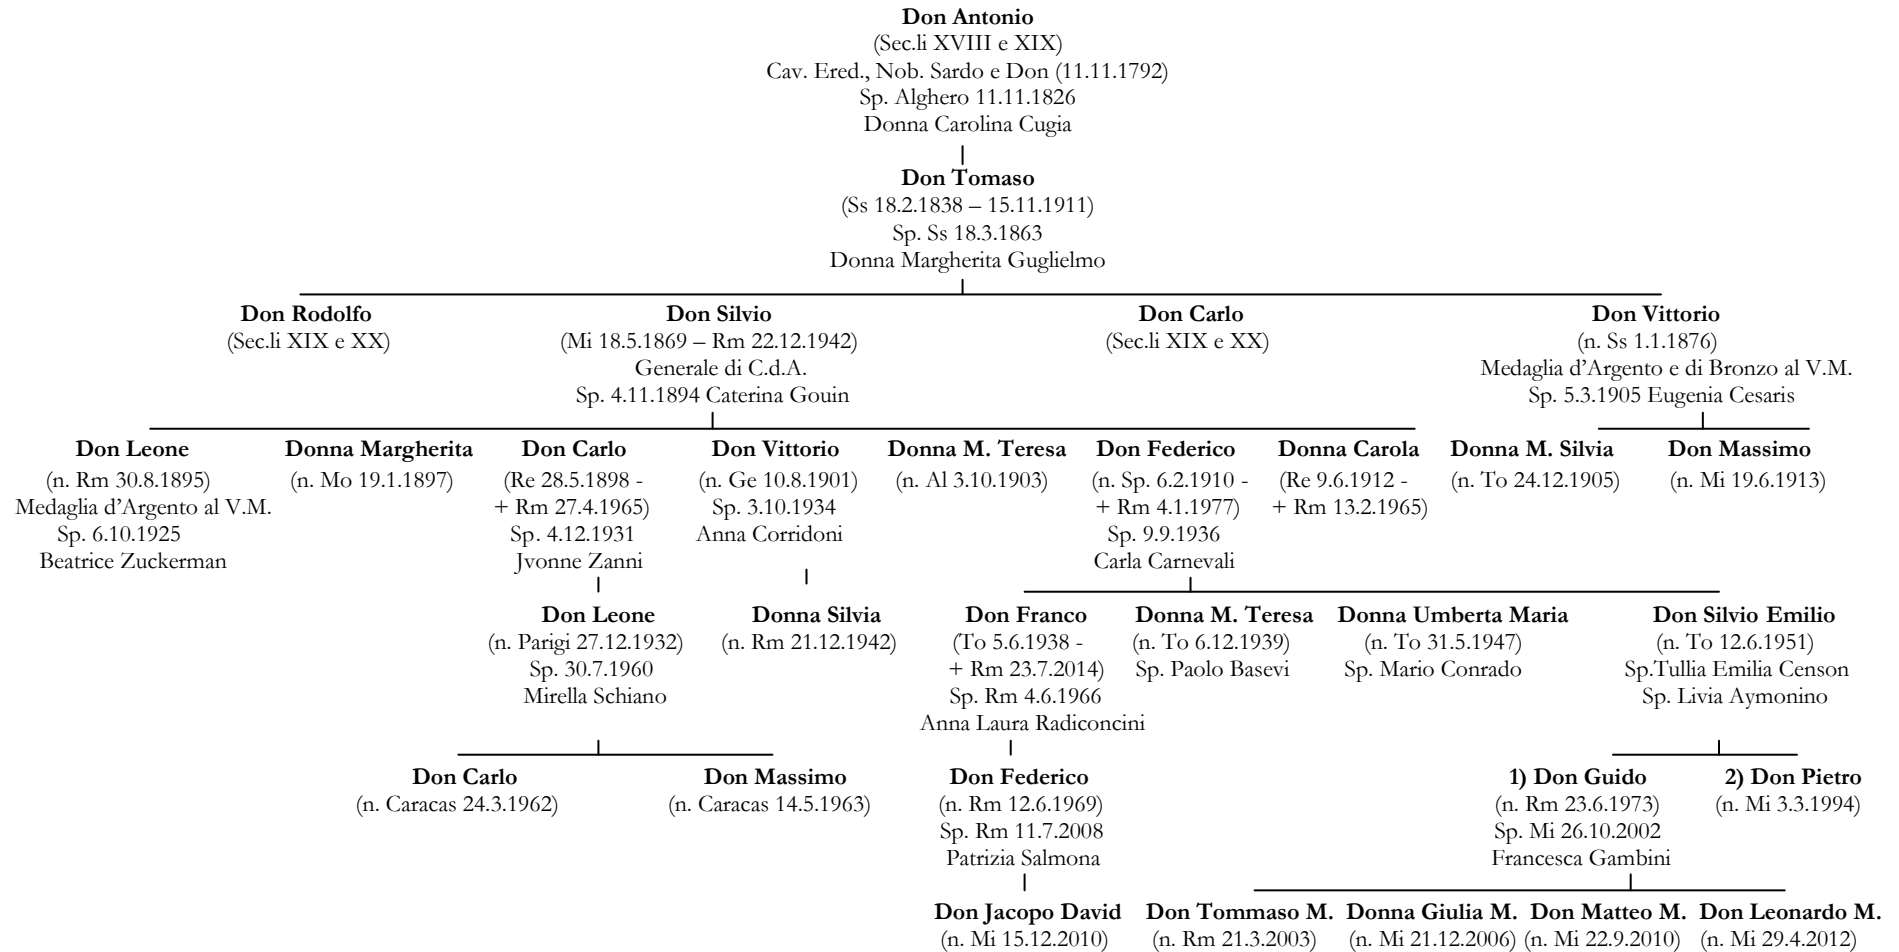 Don Antonio
(Sec.li XVIII e XIX)
Cav. Ered., Nob. Sardo e Don (11.11.1792)
Sp. Alghero 11.11.1826
Donna Carolina Cugia
Don Tomaso
(Ss 18.2.1838 – 15.11.1911)
Sp. Ss 18.3.1863
Donna Margherita Guglielmo
Don Rodolfo
(Sec.li XIX e XX)
Don Silvio
(Mi 18.5.1869 – Rm 22.12.1942)
Generale di C.d.A.
Sp. 4.11.1894 Caterina Gouin
Don Carlo
(Sec.li XIX e XX)
Don Vittorio
(n. Ss 1.1.1876)
Medaglia d'Argento e di Bronzo al V.M.
Sp. 5.3.1905 Eugenia Cesaris
Don Leone
(n. Rm 30.8.1895)
Medaglia d'Argento al V.M.
Sp. 6.10.1925
Beatrice Zuckerman
Donna Margherita
(n. Mo 19.1.1897)
Don Carlo
(Re 28.5.1898 -
+ Rm 27.4.1965)
Sp. 4.12.1931
Jvonne Zanni
Don Vittorio
(n. Ge 10.8.1901)
Sp. 3.10.1934
Anna Corridoni
Donna M. Teresa
(n. Al 3.10.1903)
Don Federico
(n. Sp. 6.2.1910 -
+ Rm 4.1.1977)
Sp. 9.9.1936
Carla Carnevali
Donna Carola
(Re 9.6.1912 -
+ Rm 13.2.1965)
Donna M. Silvia
(n. To 24.12.1905)
Don Massimo
(n. Mi 19.6.1913)
Don Leone
(n. Parigi 27.12.1932)
Sp. 30.7.1960
Mirella Schiano
Donna Silvia
(n. Rm 21.12.1942)
Don Franco
(To 5.6.1938 -
+ Rm 23.7.2014)
Sp. Rm 4.6.1966
Anna Laura Radiconcini
Donna M. Teresa
(n. To 6.12.1939)
Sp. Paolo Basevi
Donna Umberta Maria
(n. To 31.5.1947)
Sp. Mario Conrado
Don Silvio Emilio
(n. To 12.6.1951)
Sp.Tullia Emilia Censon
Sp. Livia Aymonino
Don Carlo
(n. Caracas 24.3.1962)
Don Massimo
(n. Caracas 14.5.1963)
Don Federico
(n. Rm 12.6.1969)
Sp. Rm 11.7.2008
Patrizia Salmona
1) Don Guido
(n. Rm 23.6.1973)
Sp. Mi 26.10.2002
Francesca Gambini
2) Don Pietro
(n. Mi 3.3.1994)
Don Jacopo David
(n. Mi 15.12.2010)
Don Tommaso M.
(n. Rm 21.3.2003)
Donna Giulia M.
(n. Mi 21.12.2006)
Don Matteo M.
(n. Mi 22.9.2010)
Don Leonardo M.
(n. Mi 29.4.2012)